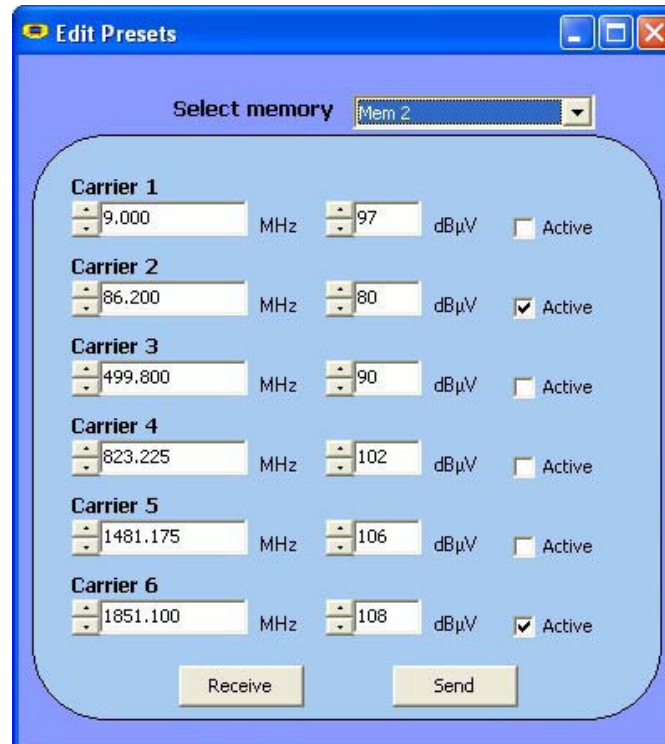 Edit Presets
Select memory Mem 2
Carrier 1
9.000 MHz 97 dBµV Active
Carrier 2
86.200 MHz 80 dBµV Active
Carrier 3
499.800 MHz 90 dBµV Active
Carrier 4
823.225 MHz 102 dBµV Active
Carrier 5
1481.175 MHz 106 dBµV Active
Carrier 6
1851.100 MHz 108 dBµV Active
Receive Send